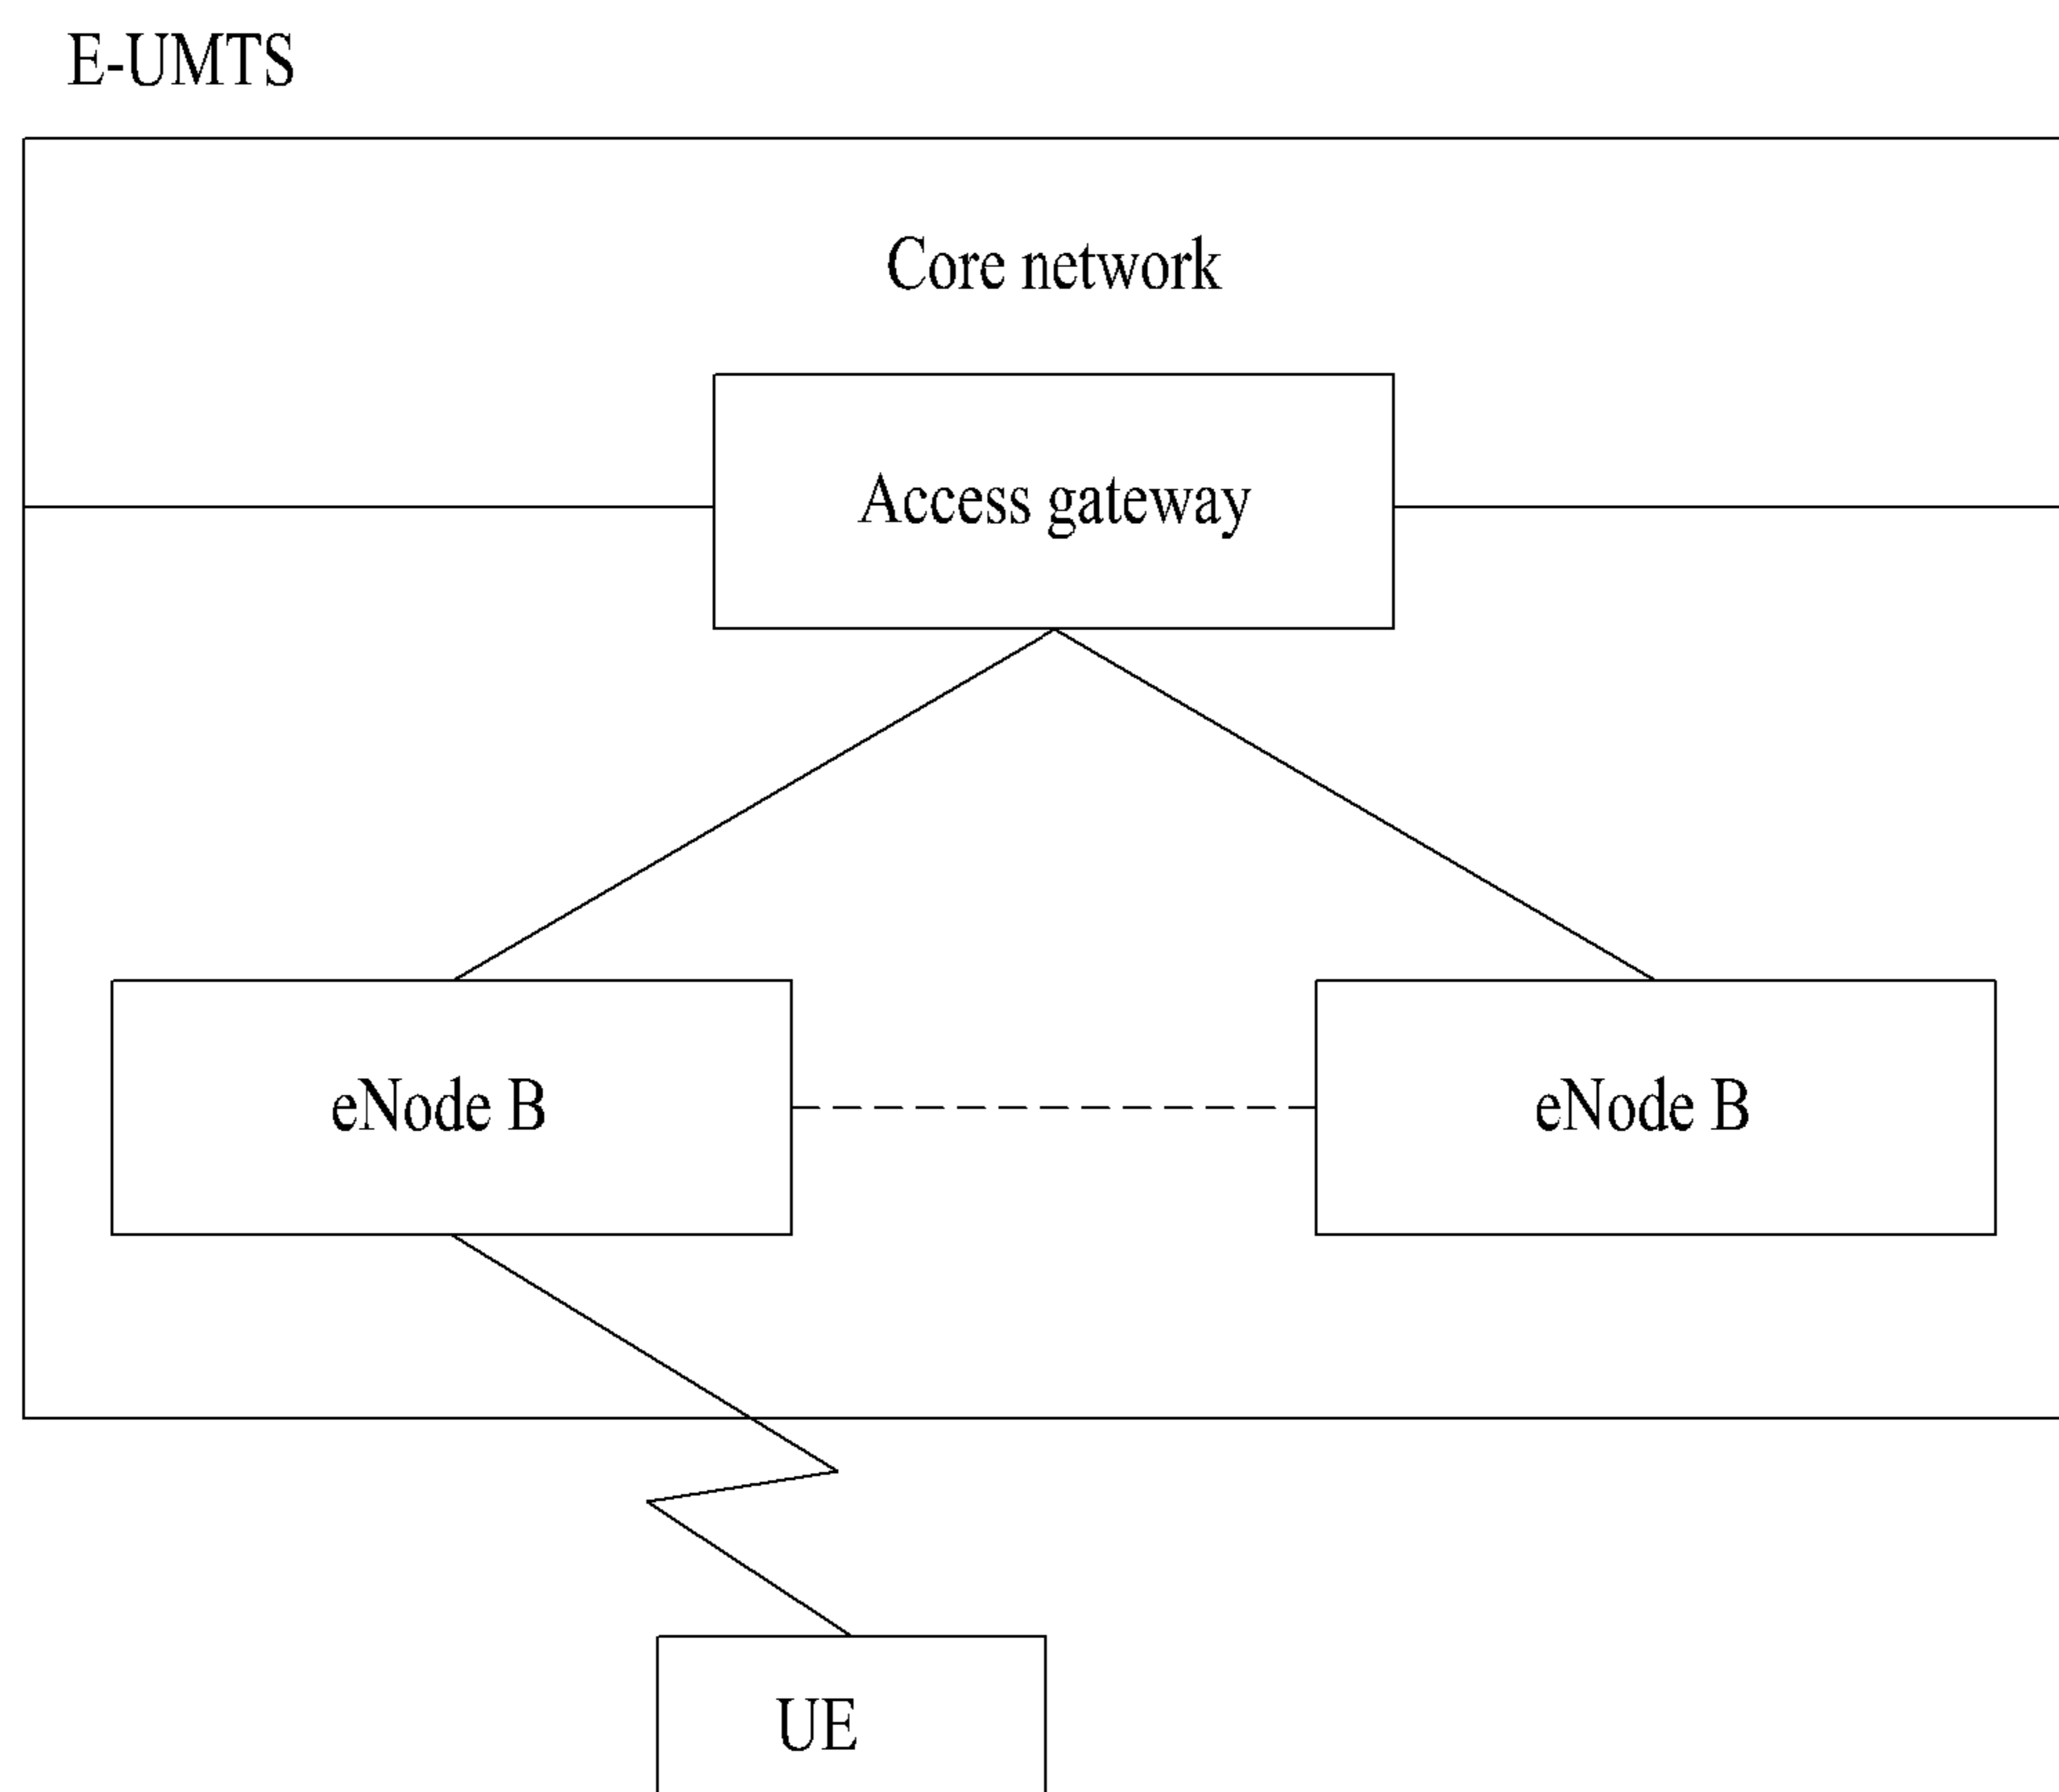 E-UMTS
Core network
Access gateway
eNode B
eNode B
UE